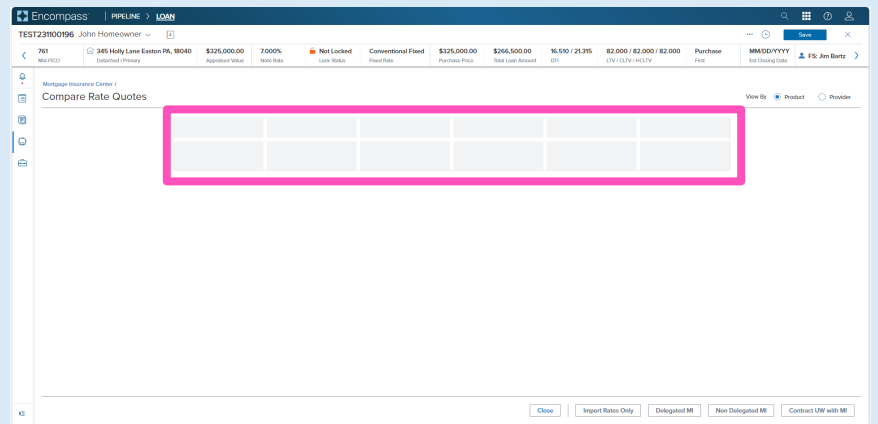 Encompass® | PIPELINE > LOAN
TEST231100196 John Homeowner
Save
761 345 Holly Lane Easton PA, 18040 $325,000.00 7.000% Not Locked Conventional Fixed $325,000.00 $266,500.00 16.510 / 21.315 82.000 / 82.000 / 82.000 Purchase MM/DD/YYYY FS: Jim Bartz
Mid-FICO Detached | Primary Appraised Value Note Rate Lock Status Fixed Rate Purchase Price Total Loan Amount DTI LTV / CLTV / HCLTV First Est Closing Date
Mortgage Insurance Center /
Compare Rate Quotes
View By Product Provider
Close | Import Rates Only Delegated MI Non Delegated MI Contract UW with MI